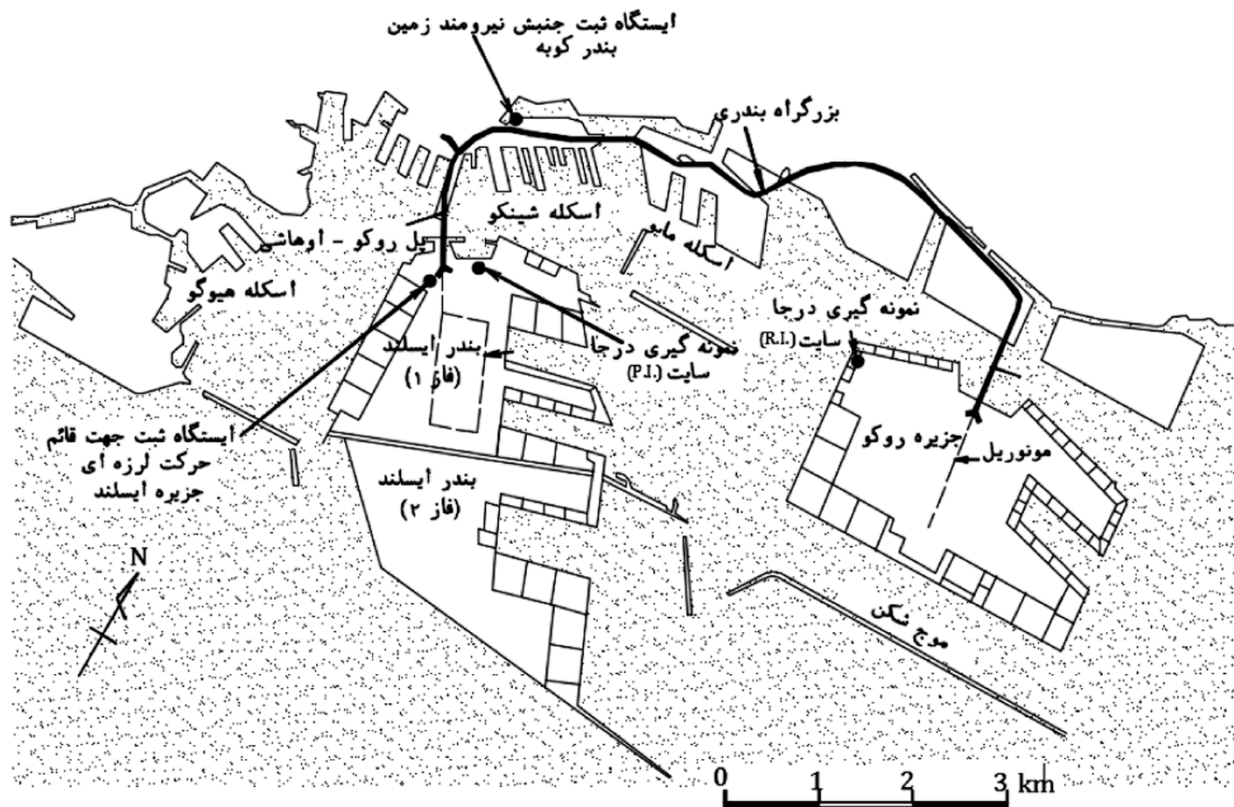 ایستگاه ثبت جنبش نیرومند زمین
بندر کوبه
بزرگراه بندری
اسکله شینکو
اسکله مایو
پل روکو - اوهاشی
اسکله هیوگو
نمونه گیری درجا
سایت (.R.I)
نمونه گیری درجا
سایت (.P.I)
بندر ایسلند
(فاز ۱)
ایستگاه ثبت جهت قائم
حرکت لرزه ای
جزیره ایسلند
جزیره روکو
مونوریل
بندر ایسلند
(فاز ۲)
N
موج شکن
0 1 2 3 km